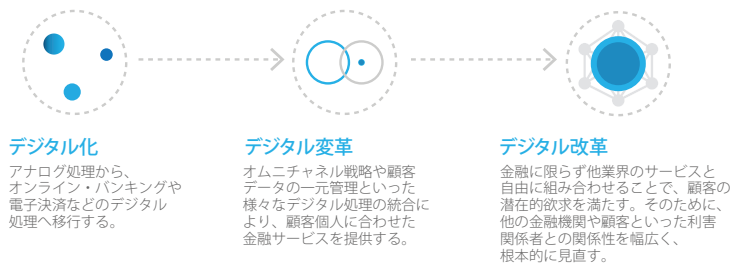 デジタル化
アナログ処理から、
オンライン・バンキングや
電子決済などのデジタル
処理へ移行する。
デジタル変革
オムニチャネル戦略や顧客
データの一元管理といった
様々なデジタル処理の統合に
より、顧客個人に合わせた
金融サービスを提供する。
デジタル改革
金融に限らず他業界のサービスと
自由に組み合わせることで、顧客の
潜在的欲求を満たす。そのために、
他の金融機関や顧客といった利害
関係者との関係性を幅広く、
根本的に見直す。